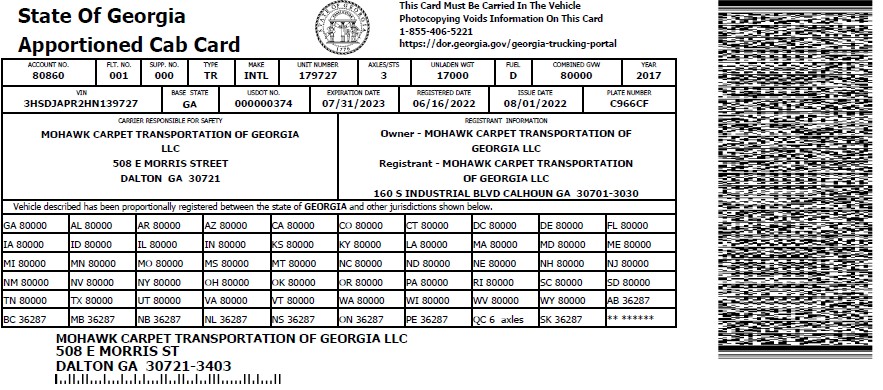 State Of Georgia
Apportioned Cab Card
This Card Must Be Carried In The Vehicle
Photocopying Voids Information On This Card
1-855-406-5221
https://dor.georgia.gov/georgia-trucking-portal
ACCOUNT NO. FLT. NO. SUPP. NO. TYPE MAKE UNIT NUMBER AXLES/STS UNLADEN WGT FUEL COMBINED GVW YEAR
80860 001 000 TR INTL 179727 3 17000 D 80000 2017
VIN BASE STATE USDOT NO. EXPIRATION DATE REGISTERED DATE ISSUE DATE PLATE NUMBER
3HSDJAPR2HN139727 GA 000000374 07/31/2023 06/16/2022 08/01/2022 C966CF
CARRIER RESPONSIBLE FOR SAFETY
MOHAWK CARPET TRANSPORTATION OF GEORGIA
LLC
508 E MORRIS STREET
DALTON GA 30721
REGISTRANT INFORMATION
Owner - MOHAWK CARPET TRANSPORTATION OF
GEORGIA LLC
Registrant - MOHAWK CARPET TRANSPORTATION
OF GEORGIA LLC
160 S INDUSTRIAL BLVD CALHOUN GA 30701-3030
Vehicle described has been proportionally registered between the state of GEORGIA and other jurisdictions shown below.
GA 80000 AL 80000 AR 80000 AZ 80000 CA 80000 CO 80000 CT 80000 DC 80000 DE 80000 FL 80000
IA 80000 ID 80000 IL 80000 IN 80000 KS 80000 KY 80000 LA 80000 MA 80000 MD 80000 ME 80000
MI 80000 MN 80000 MO 80000 MS 80000 MT 80000 NC 80000 ND 80000 NE 80000 NH 80000 NJ 80000
NM 80000 NV 80000 NY 80000 OH 80000 OK 80000 OR 80000 PA 80000 RI 80000 SC 80000 SD 80000
TN 80000 TX 80000 UT 80000 VA 80000 VT 80000 WA 80000 WI 80000 WV 80000 WY 80000 AB 36287
BC 36287 MB 36287 NB 36287 NL 36287 NS 36287 ON 36287 PE 36287 QC 6 axles SK 36287 ** ******
MOHAWK CARPET TRANSPORTATION OF GEORGIA LLC
508 E MORRIS ST
DALTON GA 30721-3403